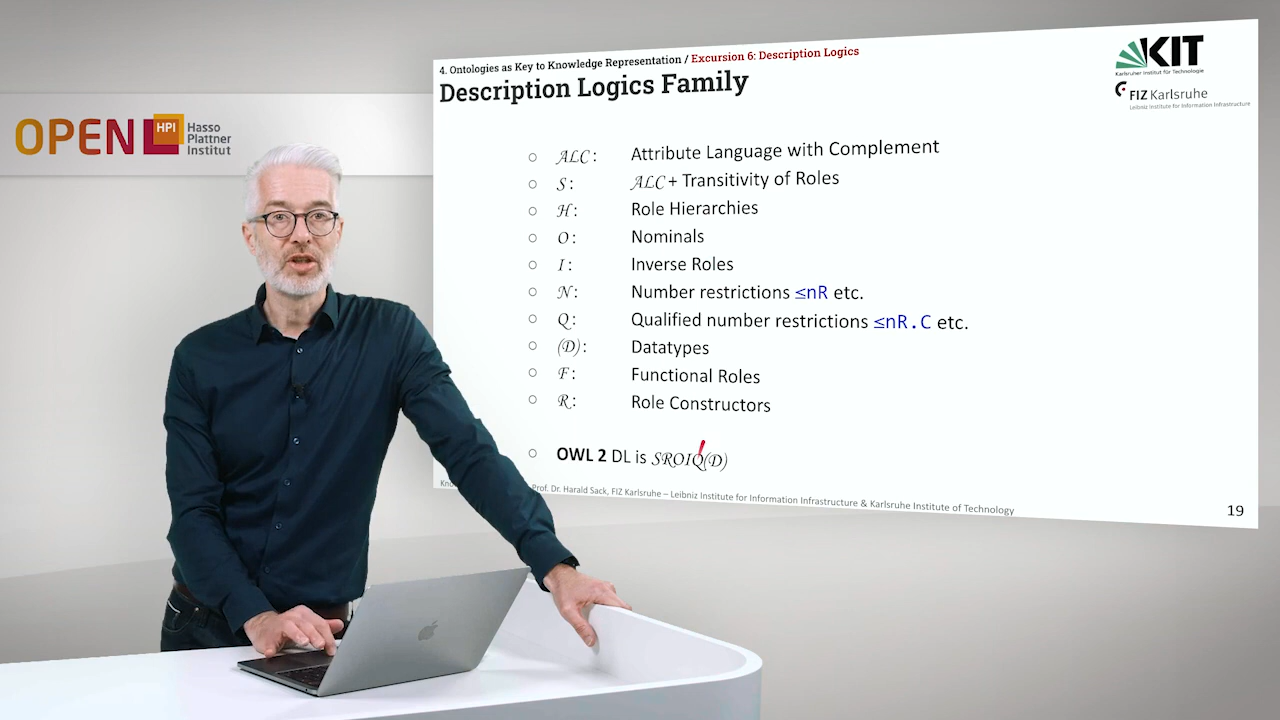 OPEN HPI Hasso
Plattner
Institut
4. Ontologies as Key to Knowledge Representation / Excursion 6: Description Logics
Description Logics Family
KIT
Karlsruher Institut für Technologie
FIZ Karlsruhe
Leibniz Institute for Information Infrastructure
○ ALC: Attribute Language with Complement
○ S: ALC + Transitivity of Roles
○ H: Role Hierarchies
○ O: Nominals
○ I: Inverse Roles
○ N: Number restrictions ≤nR etc.
○ Q: Qualified number restrictions ≤nR.C etc.
○ (D): Datatypes
○ F: Functional Roles
○ R: Role Constructors
○ OWL 2 DL is SROIQ(D)
Prof. Dr. Harald Sack, FIZ Karlsruhe – Leibniz Institute for Information Infrastructure & Karlsruhe Institute of Technology
19